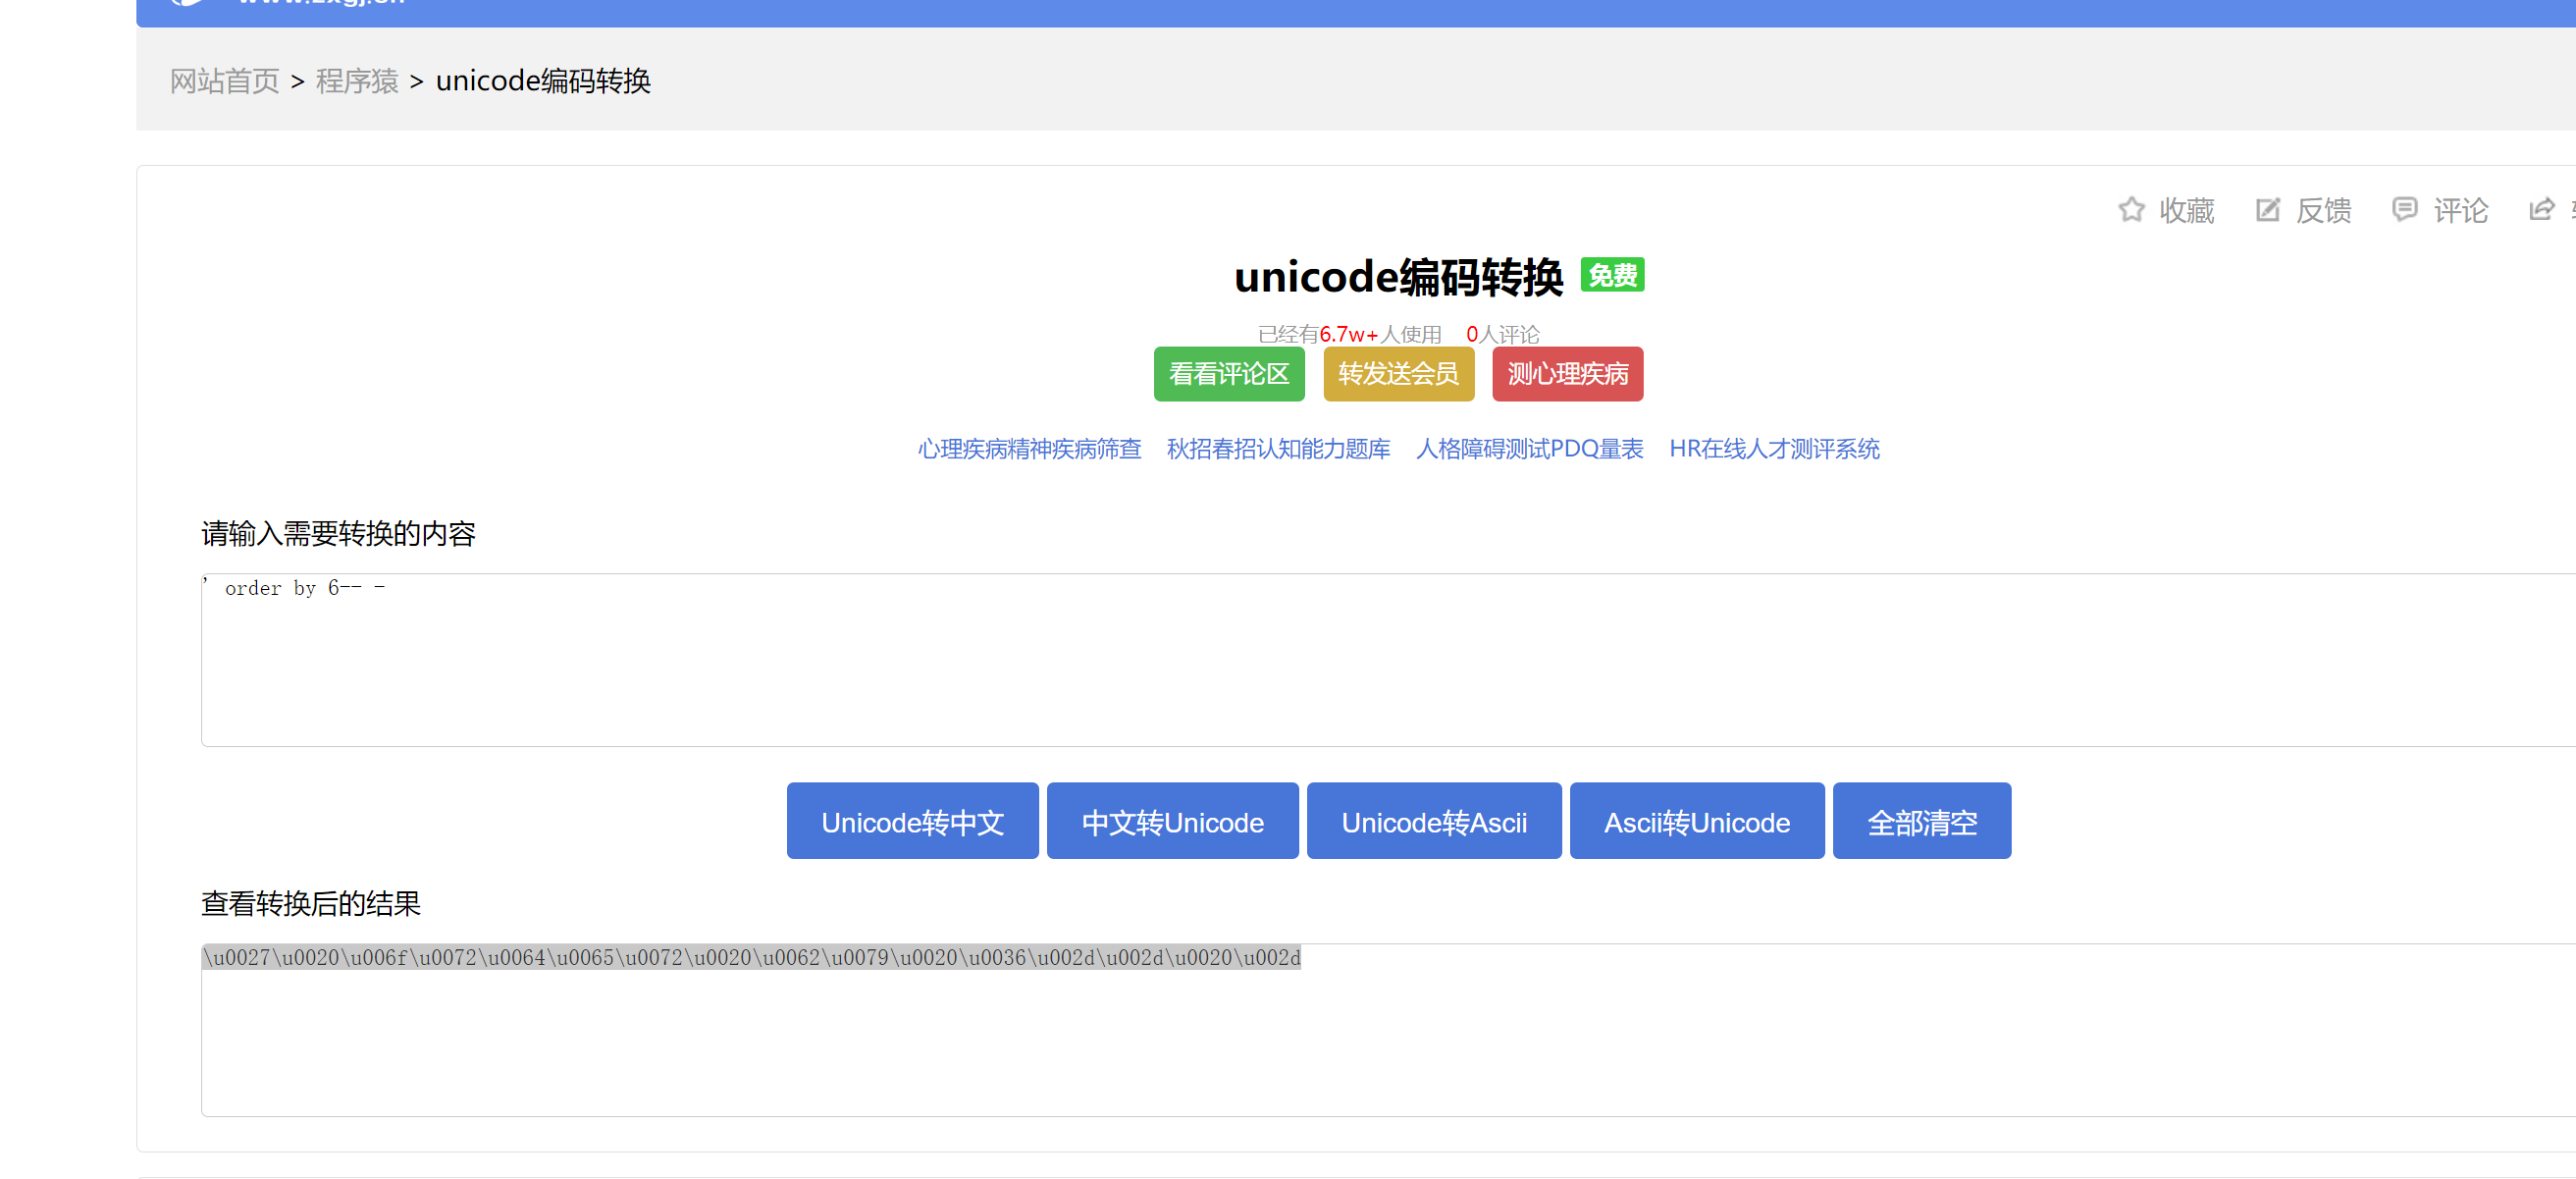 网站首页 > 程序猿 > unicode编码转换
收藏 反馈 评论
unicode编码转换 免费
已经有6.7w+人使用 0人评论
看看评论区 转发送会员 测心理疾病
心理疾病精神疾病筛查 秋招春招认知能力题库 人格障碍测试PDQ量表 HR在线人才测评系统
请输入需要转换的内容
' order by 6-- -
Unicode转中文 中文转Unicode Unicode转Ascii Ascii转Unicode 全部清空
查看转换后的结果
\u0027\u0020\u006f\u0072\u0064\u0065\u0072\u0020\u0062\u0079\u0020\u0036\u002d\u002d\u0020\u002d